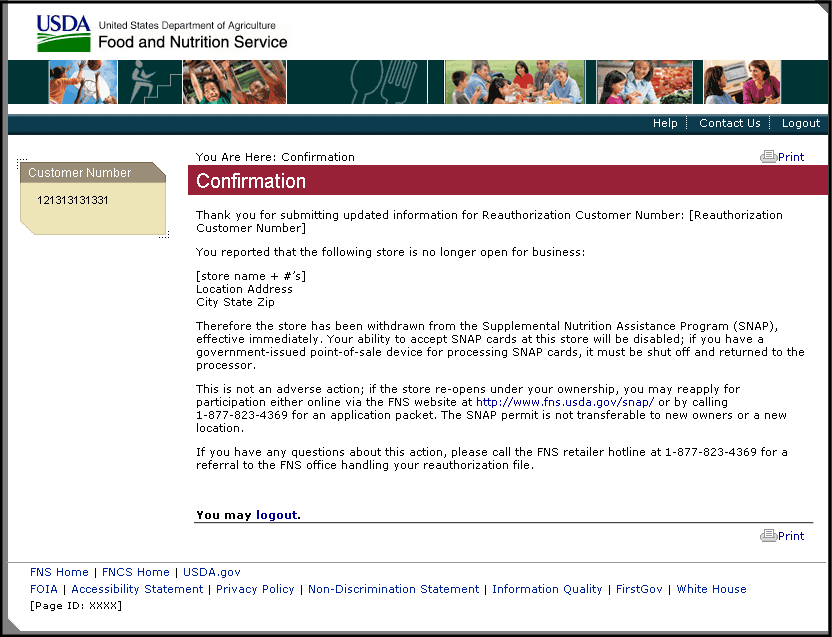 USDA United States Department of Agriculture
Food and Nutrition Service
Help Contact Us Logout
Customer Number
121313131331
You Are Here: Confirmation
Print
Confirmation
Thank you for submitting updated information for Reauthorization Customer Number: [Reauthorization
Customer Number]
You reported that the following store is no longer open for business:
[store name + #'s]
Location Address
City State Zip
Therefore the store has been withdrawn from the Supplemental Nutrition Assistance Program (SNAP),
effective immediately. Your ability to accept SNAP cards at this store will be disabled; if you have a
government-issued point-of-sale device for processing SNAP cards, it must be shut off and returned to the
processor.
This is not an adverse action; if the store re-opens under your ownership, you may reapply for
participation either online via the FNS website at http://www.fns.usda.gov/snap/ or by calling
1-877-823-4369 for an application packet. The SNAP permit is not transferable to new owners or a new
location.
If you have any questions about this action, please call the FNS retailer hotline at 1-877-823-4369 for a
referral to the FNS office handling your reauthorization file.
You may logout.
Print
FNS Home | FNCS Home | USDA.gov
FOIA | Accessibility Statement | Privacy Policy | Non-Discrimination Statement | Information Quality | FirstGov | White House
[Page ID: XXXX]